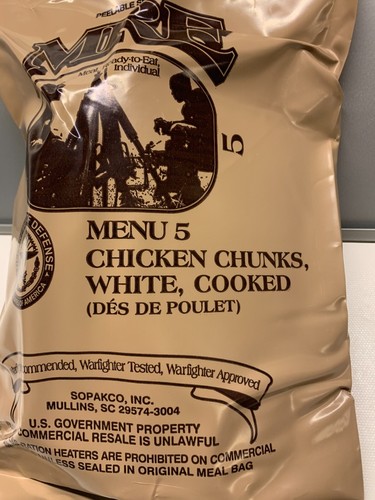 PEELABLE
MRE
Ready-to-Eat,
Individual
5
MENU 5
CHICKEN CHUNKS,
WHITE, COOKED
(DÉS DE POULET)
DEFENSE
AMERICA
Warfighter Tested, Warfighter Approved
SOPAKCO, INC.
MULLINS, SC 29574-3004
U.S. GOVERNMENT PROPERTY
COMMERCIAL RESALE IS UNLAWFUL
HEATERS ARE PROHIBITED ON COMMERCIAL
SEALED IN ORIGINAL MEAL BAG